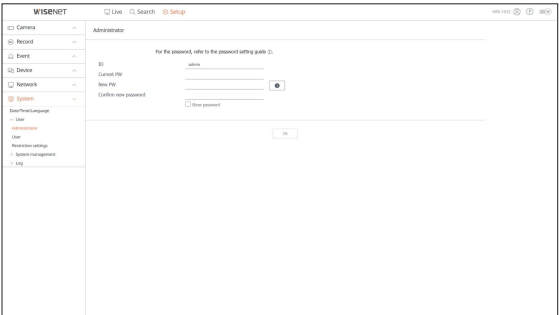 WISENET
Live
Search
Setup
Camera
Record
Event
Device
Network
System
Date/Time/Language
User
Administrator
User
Restriction settings
System management
Log
Administrator
For the password, refer to the password setting guide ①.
ID admin
Current PW
New PW
Confirm new password
Show password